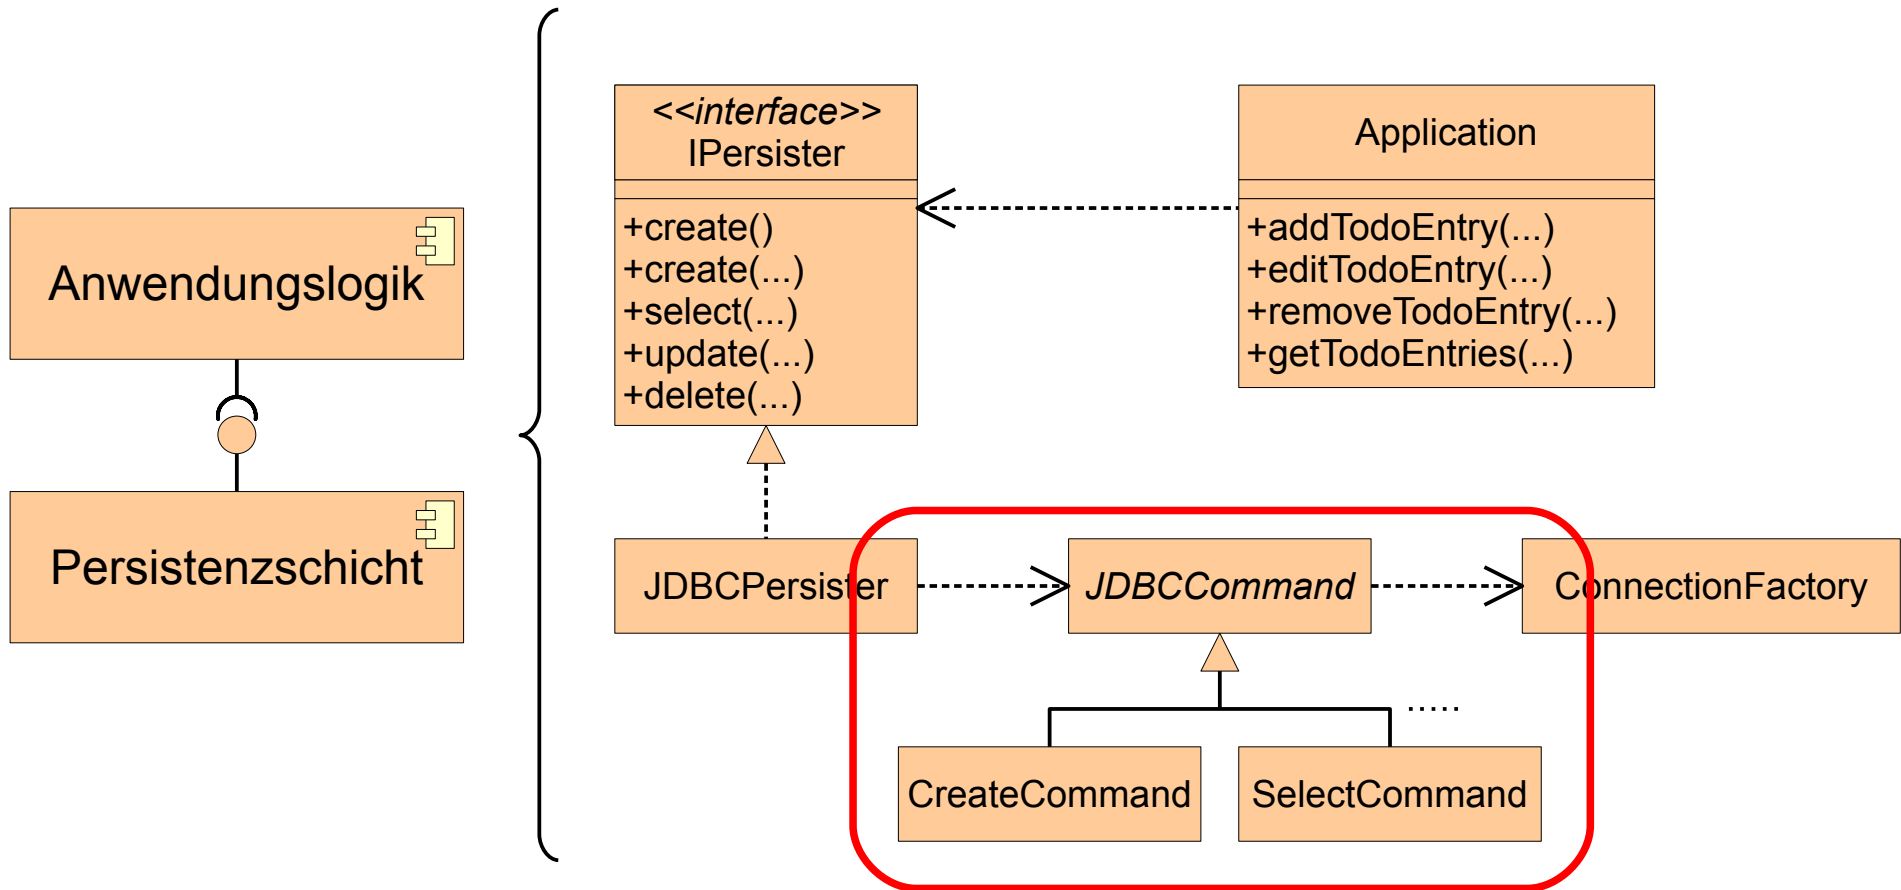 Anwendungslogik
Persistenzschicht
<<interface>>
IPersister
+create()
+create(...)
+select(...)
+update(...)
+delete(...)
Application
+addTodoEntry(...)
+editTodoEntry(...)
+removeTodoEntry(...)
+getTodoEntries(...)
JDBCPersister
JDBCCommand
ConnectionFactory
.....
CreateCommand
SelectCommand